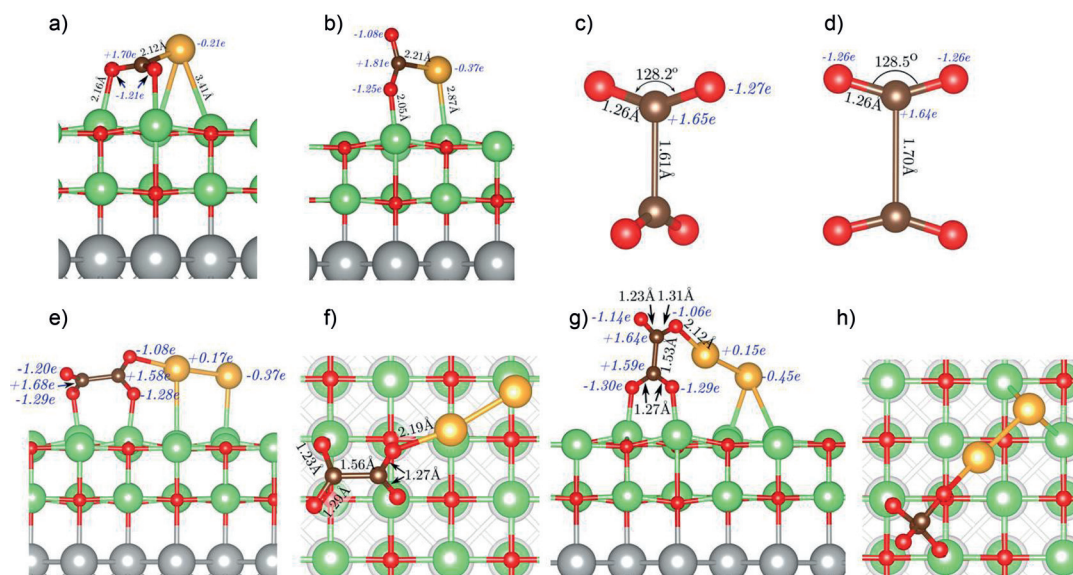 a)
+1.70e
2.12Å
-0.21e
2.16Å
-1.21e
3.41Å
b)
-1.08e
2.21Å
+1.81e
-0.37e
-1.25e
2.05Å
2.87Å
c)
128.2°
1.26Å
-1.27e
+1.65e
1.61Å
d)
-1.26e
-1.26e
128.5°
1.26Å
+1.64e
1.70Å
e)
-1.08e
+0.17e
-1.20e
+1.68e
+1.58e
-0.37e
-1.29e
-1.28e
f)
2.19Å
1.23Å
1.56Å
1.27Å
1.29Å
g)
1.23Å 1.31Å
-1.14e
-1.06e
2.12Å
+1.64e
+0.15e
1.53Å
+1.59e
-0.45e
-1.30e
-1.29e
1.27Å
h)